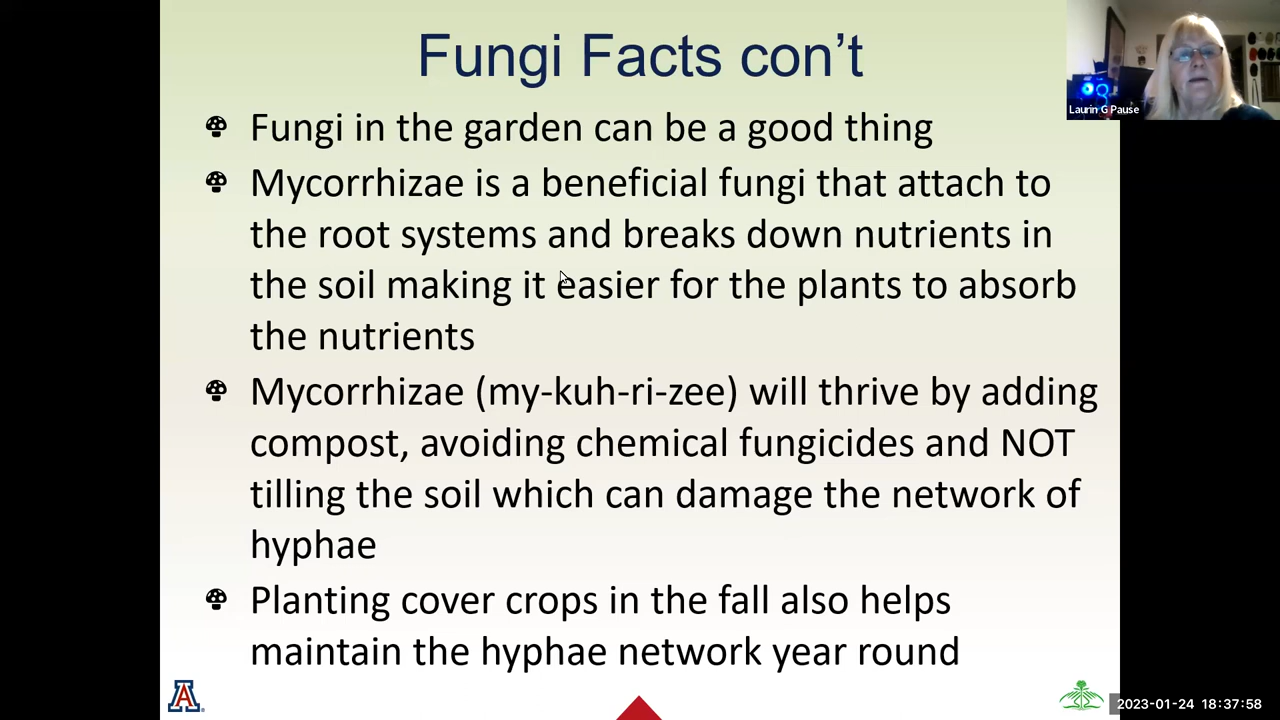 Fungi Facts con’t
Laurin G Pause
Fungi in the garden can be a good thing
Mycorrhizae is a beneficial fungi that attach to
the root systems and breaks down nutrients in
the soil making it easier for the plants to absorb
the nutrients
Mycorrhizae (my-kuh-ri-zee) will thrive by adding
compost, avoiding chemical fungicides and NOT
tilling the soil which can damage the network of
hyphae
Planting cover crops in the fall also helps
maintain the hyphae network year round
A
2023-01-24 18:37:58